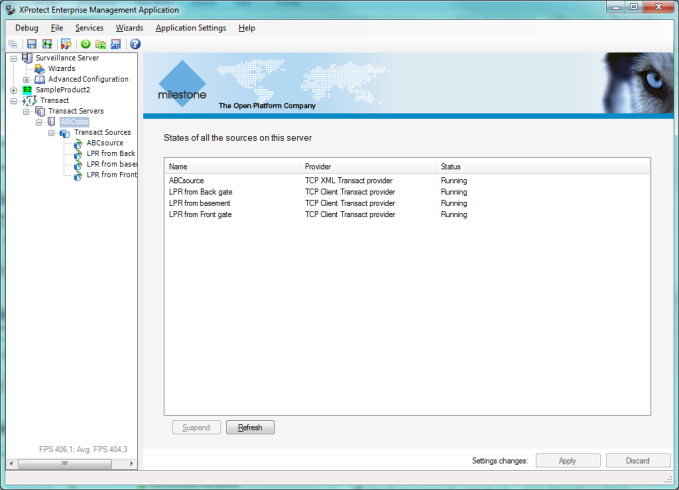 XProtect Enterprise Management Application
Debug File Services Wizards Application Settings Help
Surveillance Server
Wizards
Advanced Configuration
SampleProduct2
Transact
Transact Servers
Transact Sources
ABCsource
LPR from Back
LPR from baser
LPR from Front
FPS 406,1; Avg. FPS 404,3
milestone
The Open Platform Company
States of all the sources on this server
Name Provider Status
ABCsource TCP XML Transact provider Running
LPR from Back gate TCP Client Transact provider Running
LPR from basement TCP Client Transact provider Running
LPR from Front gate TCP Client Transact provider Running
Suspend Refresh
Settings changes: Apply Discard